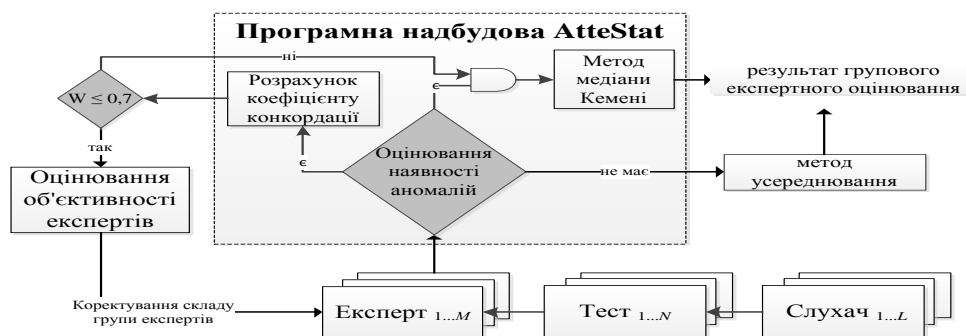 Програмна надбудова AtteStat
ні
Метод
медіани
Кемені
результат групового
експертного оцінювання
Розрахунок
коефіцієнту
конкордації
є
W ≤ 0,7
так
Оцінювання
наявності
аномалій
є
не має
метод
усереднювання
Оцінювання
об'єктивності
експертів
Коректування складу
групи експертів
Експерт 1...M
Тест 1...N
Слухач 1...L